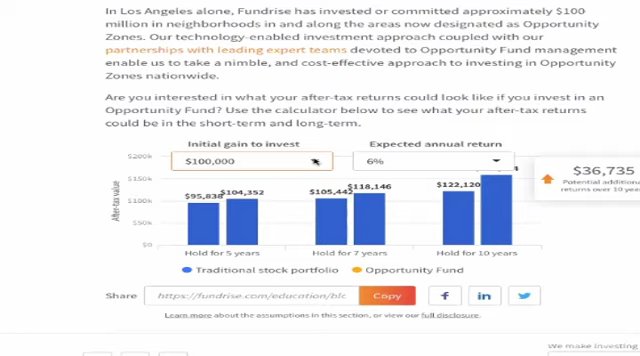 In Los Angeles alone, Fundrise has invested or committed approximately $100
million in neighborhoods in and along the areas now designated as Opportunity
Zones. Our technology-enabled investment approach coupled with our
partnerships with leading expert teams devoted to Opportunity Fund management
enable us to take a nimble, and cost-effective approach to investing in Opportunity
Zones nationwide.
Are you interested in what your after-tax returns could look like if you invest in an
Opportunity Fund? Use the calculator below to see what your after-tax returns
could be in the short-term and long-term.
Initial gain to invest
Expected annual return
$100,000
6%
$36,735
Potential additiona
returns over 10 yea
After-tax value
$200k
$150k
$100k
$50k
$0
$95,838
$104,352
$105,442
$118,146
$122,120
Hold for 5 years
Hold for 7 years
Hold for 10 years
Traditional stock portfolio
Opportunity Fund
Share
https://fundrise.com/education/blc
Copy
f
in
Learn more about the assumptions in this section, or view our full disclosure.
We make investing